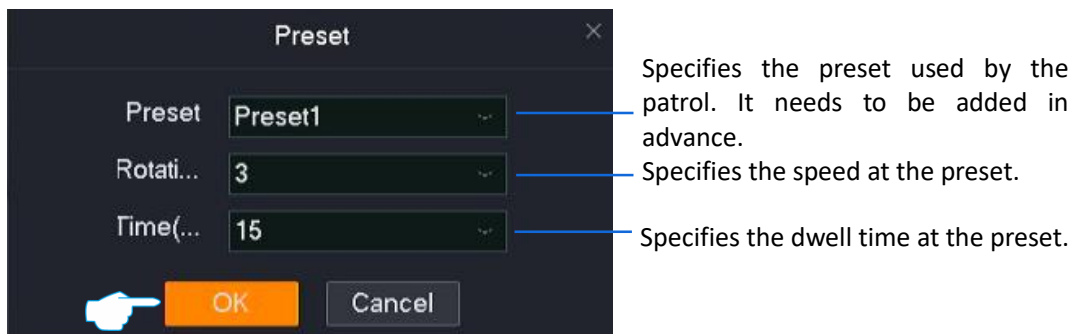 Preset
Preset Preset1
Specifies the preset used by the
patrol. It needs to be added in
advance.
Rotati... 3
Specifies the speed at the preset.
Time(... 15
Specifies the dwell time at the preset.
OK Cancel